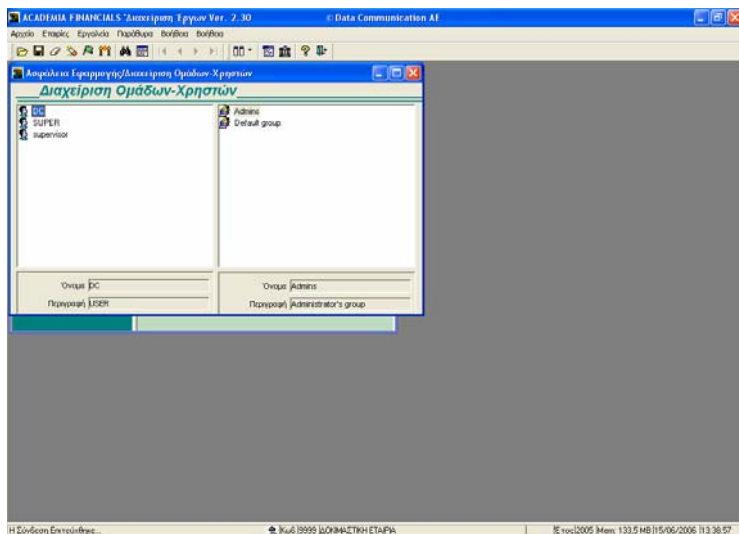 ACADEMIA FINANCIALS 'Διαχείριση Έργων Ver. 2.30 © Data Communication AE
Αρχείο Εταιρίες Εργαλεία Παράθυρα Βοήθεια Βοήθεια
Ασφάλεια Εφαρμογής/Διαχείριση Ομάδων-Χρηστών
Διαχείριση Ομάδων-Χρηστών
DC
SUPER
supervisor
Admins
Default group
Όνομα DC
Περιγραφή USER
Όνομα Admins
Περιγραφή Administrator's group
Η Σύνδεση Επιτεύχθηκε... Κωδ 9999 ΔΟΚΙΜΑΣΤΙΚΗ ΕΤΑΙΡΙΑ Έτος 2005 Mem: 133.5 MB 15/06/2006 13:38:57